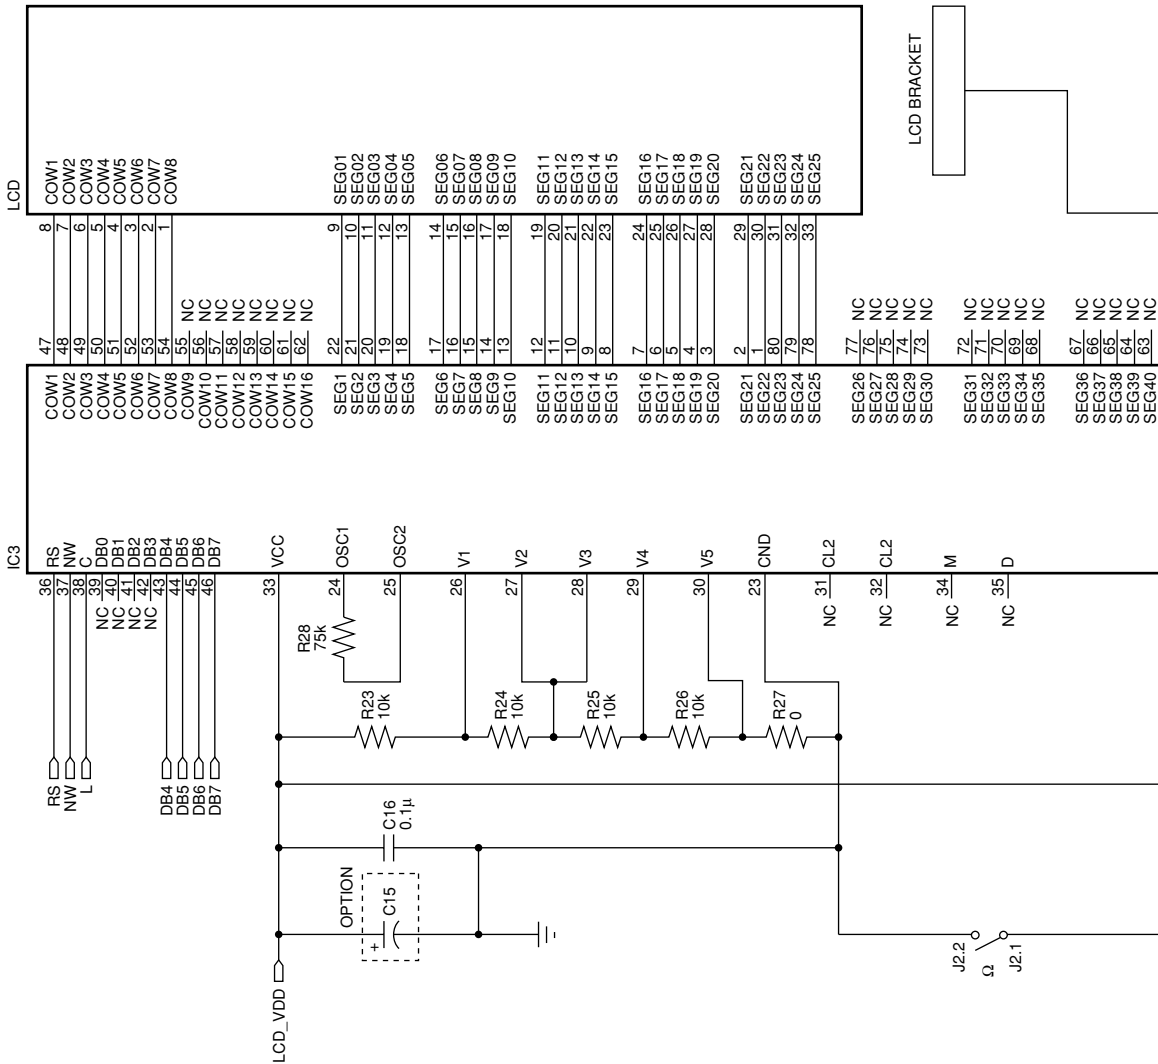 LCD
COW1
COW2
COW3
COW4
COW5
COW6
COW7
COW8
SEG01
SEG02
SEG03
SEG04
SEG05
SEG06
SEG07
SEG08
SEG09
SEG10
SEG11
SEG12
SEG13
SEG14
SEG15
SEG16
SEG17
SEG18
SEG19
SEG20
SEG21
SEG22
SEG23
SEG24
SEG25
LCD BRACKET
8
7
6
5
4
3
2
1
9
10
11
12
13
14
15
16
17
18
19
20
21
22
23
24
25
26
27
28
29
30
31
32
33
47
48
49
50
51
52
53
54
55 NC
56 NC
57 NC
58 NC
59 NC
60 NC
61 NC
62 NC
22
21
20
19
18
17
16
15
14
13
12
11
10
9
8
7
6
5
4
3
2
1
80
79
78
77 NC
76 NC
75 NC
74 NC
73 NC
72 NC
71 NC
70 NC
69 NC
68 NC
67 NC
66 NC
65 NC
64 NC
63 NC
COW1
COW2
COW3
COW4
COW5
COW6
COW7
COW8
COW9
COW10
COW11
COW12
COW13
COW14
COW15
COW16
SEG1
SEG2
SEG3
SEG4
SEG5
SEG6
SEG7
SEG8
SEG9
SEG10
SEG11
SEG12
SEG13
SEG14
SEG15
SEG16
SEG17
SEG18
SEG19
SEG20
SEG21
SEG22
SEG23
SEG24
SEG25
SEG26
SEG27
SEG28
SEG29
SEG30
SEG31
SEG32
SEG33
SEG34
SEG35
SEG36
SEG37
SEG38
SEG39
SEG40
IC3
36 RS
37 NW
38 C
NC 39 DB0
NC 40 DB1
NC 41 DB2
NC 42 DB3
43 DB4
44 DB5
45 DB6
46 DB7
33 VCC
24 OSC1
25 OSC2
26 V1
27 V2
28 V3
29 V4
30 V5
23 CND
NC 31 CL2
NC 32 CL2
NC 34 M
NC 35 D
R28
75k
R23
10k
R24
10k
R25
10k
R26
10k
R27
0
RS
NW
L
DB4
DB5
DB6
DB7
C16
0.1µ
OPTION
+ C15
LCD_VDD
J2.2
Ω
J2.1